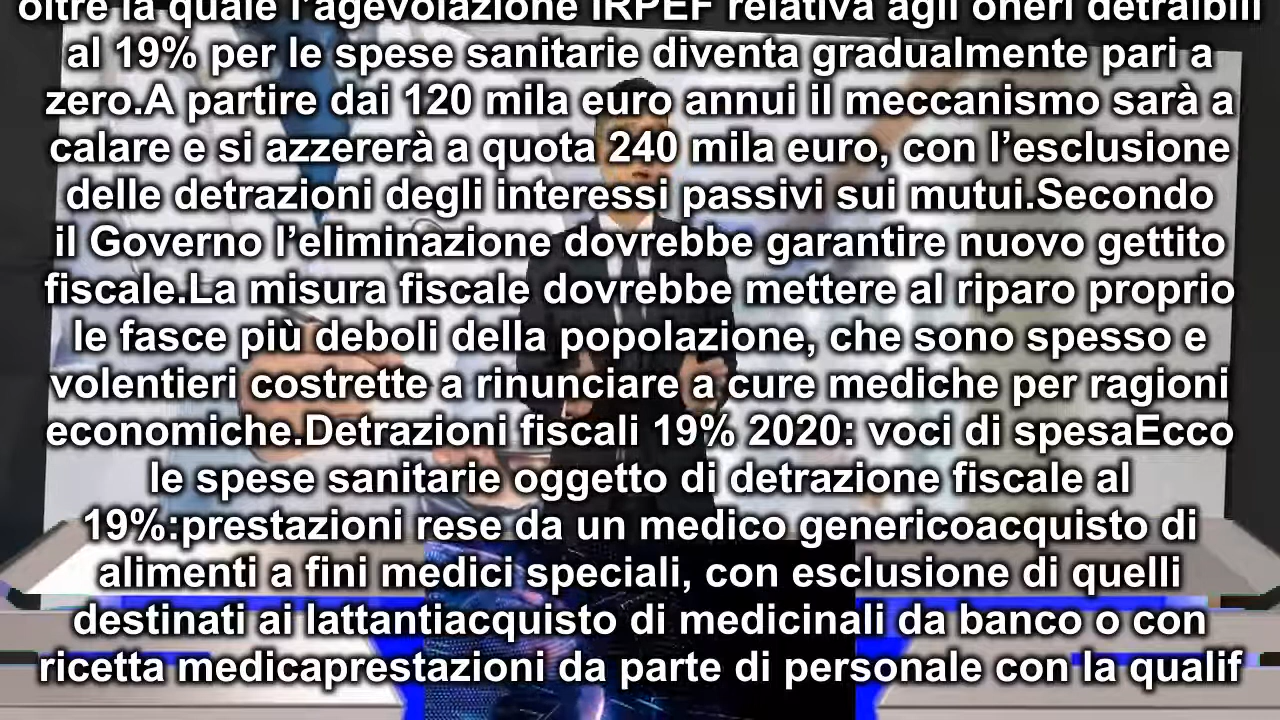 oltre la quale l'agevolazione IRPEF relativa agli oneri detraibili
al 19% per le spese sanitarie diventa gradualmente pari a
zero.A partire dai 120 mila euro annui il meccanismo sarà a
calare e si azzererà a quota 240 mila euro, con l’esclusione
delle detrazioni degli interessi passivi sui mutui.Secondo
il Governo l’eliminazione dovrebbe garantire nuovo gettito
fiscale.La misura fiscale dovrebbe mettere al riparo proprio
le fasce più deboli della popolazione, che sono spesso e
volentieri costrette a rinunciare a cure mediche per ragioni
economiche.Detrazioni fiscali 19% 2020: voci di spesaEcco
le spese sanitarie oggetto di detrazione fiscale al
19%:prestazioni rese da un medico genericoacquisto di
alimenti a fini medici speciali, con esclusione di quelli
destinati ai lattantiacquisto di medicinali da banco o con
ricetta medicaprestazioni da parte di personale con la qualif